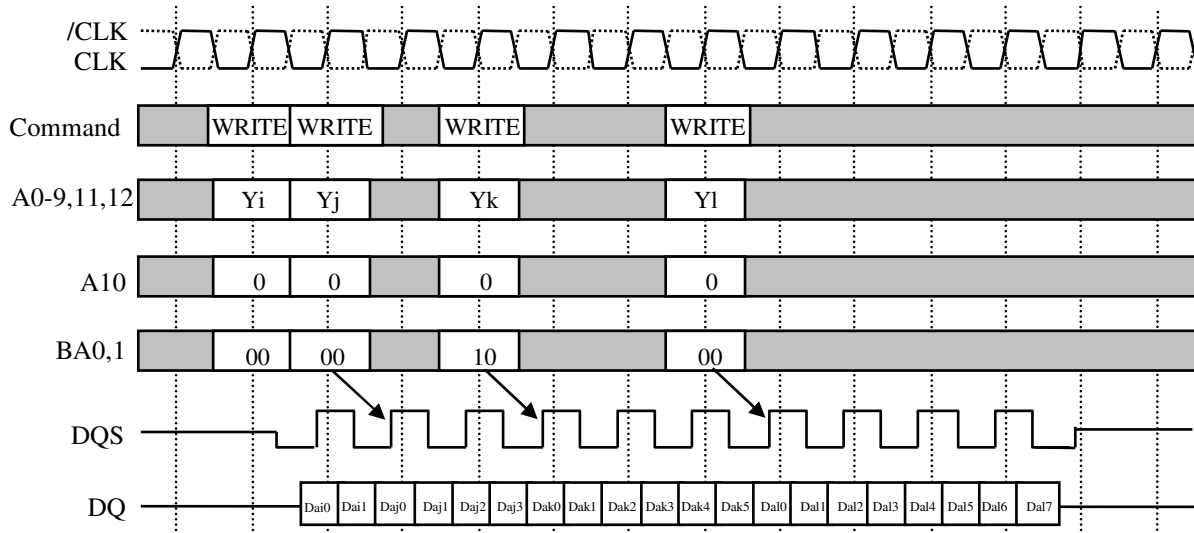 /CLK
CLK
Command WRITE WRITE WRITE WRITE
A0-9,11,12 Yi Yj Yk Yl
A10 0 0 0 0
BA0,1 00 00 10 00
DQS
DQ Dai0 Dai1 Daj0 Daj1 Daj2 Daj3 Dak0 Dak1 Dak2 Dak3 Dak4 Dak5 Dal0 Dal1 Dal2 Dal3 Dal4 Dal5 Dal6 Dal7